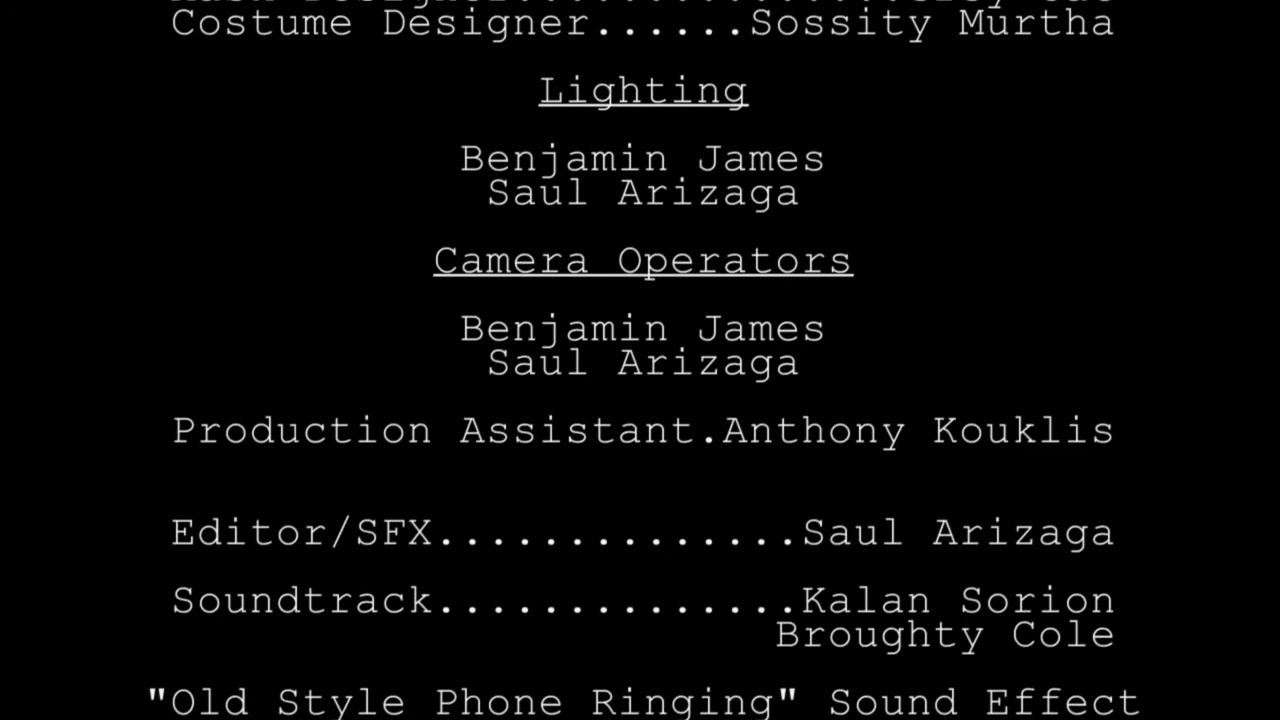 Costume Designer......Sossity Murtha
Lighting
Benjamin James
Saul Arizaga
Camera Operators
Benjamin James
Saul Arizaga
Production Assistant.Anthony Kouklis
Editor/SFX..............Saul Arizaga
Soundtrack..............Kalan Sorion
Broughty Cole
"Old Style Phone Ringing" Sound Effect